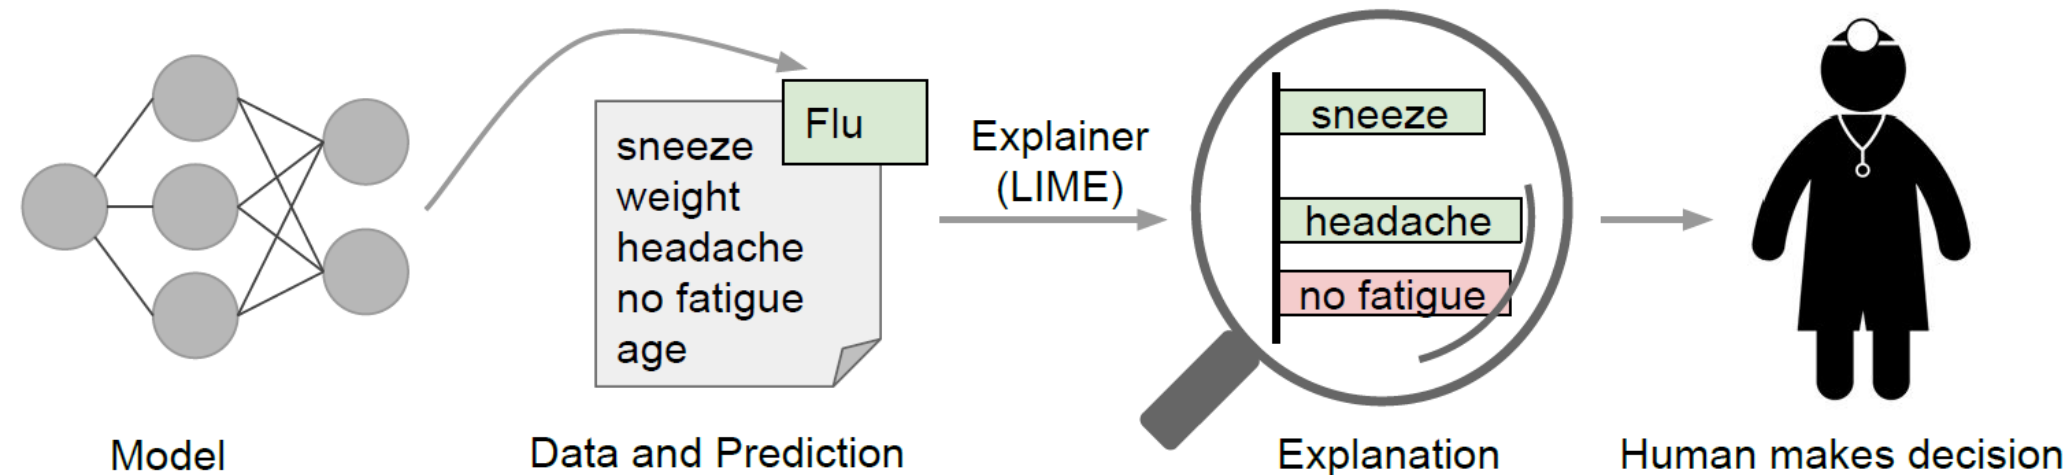 Flu
sneeze
weight
headache
no fatigue
age
Explainer
(LIME)
sneeze
headache
no fatigue
Model
Data and Prediction
Explanation
Human makes decision